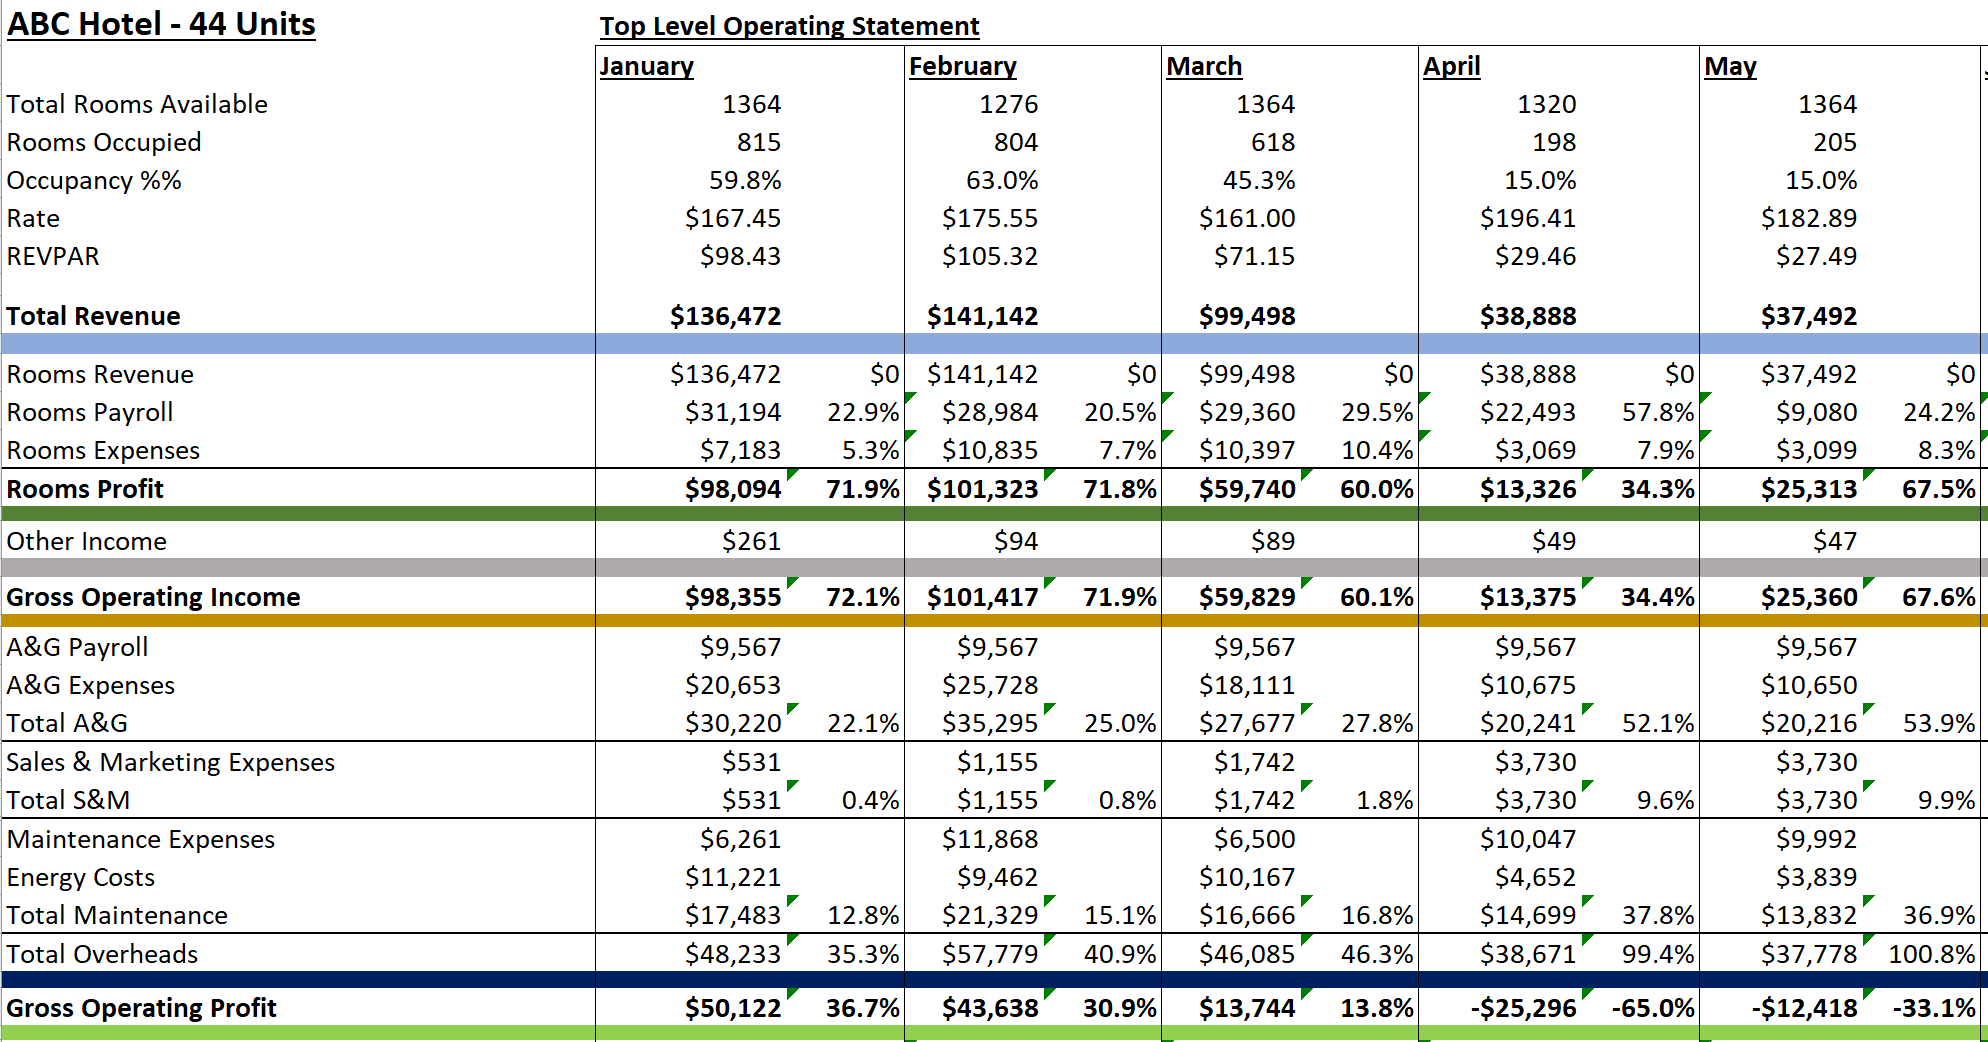 ABC Hotel - 44 Units Top Level Operating Statement
January February March April May
Total Rooms Available 1364 1276 1364 1320 1364
Rooms Occupied 815 804 618 198 205
Occupancy %% 59.8% 63.0% 45.3% 15.0% 15.0%
Rate $167.45 $175.55 $161.00 $196.41 $182.89
REVPAR $98.43 $105.32 $71.15 $29.46 $27.49
Total Revenue $136,472 $141,142 $99,498 $38,888 $37,492
Rooms Revenue $136,472 $0 $141,142 $0 $99,498 $0 $38,888 $0 $37,492 $0
Rooms Payroll $31,194 22.9% $28,984 20.5% $29,360 29.5% $22,493 57.8% $9,080 24.2%
Rooms Expenses $7,183 5.3% $10,835 7.7% $10,397 10.4% $3,069 7.9% $3,099 8.3%
Rooms Profit $98,094 71.9% $101,323 71.8% $59,740 60.0% $13,326 34.3% $25,313 67.5%
Other Income $261 $94 $89 $49 $47
Gross Operating Income $98,355 72.1% $101,417 71.9% $59,829 60.1% $13,375 34.4% $25,360 67.6%
A&G Payroll $9,567 $9,567 $9,567 $9,567 $9,567
A&G Expenses $20,653 $25,728 $18,111 $10,675 $10,650
Total A&G $30,220 22.1% $35,295 25.0% $27,677 27.8% $20,241 52.1% $20,216 53.9%
Sales & Marketing Expenses $531 $1,155 $1,742 $3,730 $3,730
Total S&M $531 0.4% $1,155 0.8% $1,742 1.8% $3,730 9.6% $3,730 9.9%
Maintenance Expenses $6,261 $11,868 $6,500 $10,047 $9,992
Energy Costs $11,221 $9,462 $10,167 $4,652 $3,839
Total Maintenance $17,483 12.8% $21,329 15.1% $16,666 16.8% $14,699 37.8% $13,832 36.9%
Total Overheads $48,233 35.3% $57,779 40.9% $46,085 46.3% $38,671 99.4% $37,778 100.8%
Gross Operating Profit $50,122 36.7% $43,638 30.9% $13,744 13.8% -$25,296 -65.0% -$12,418 -33.1%